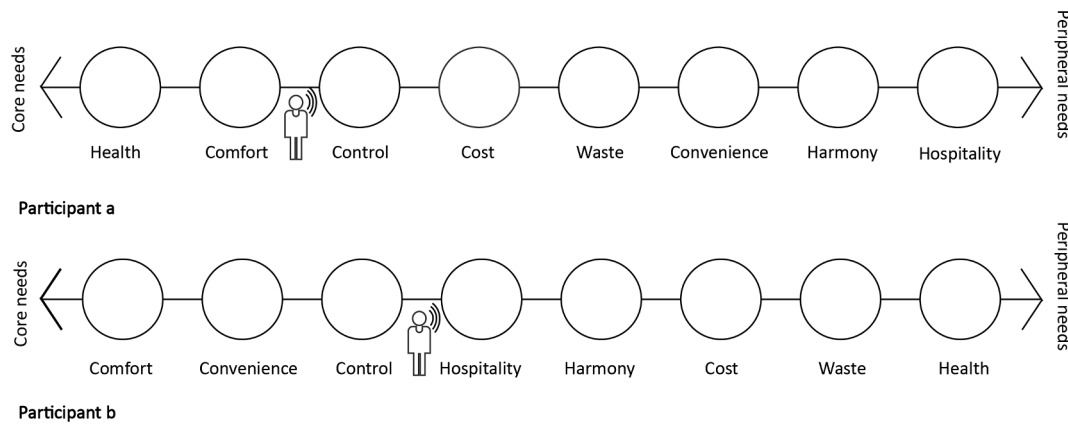 Core needs
Peripheral needs
Health Comfort Control Cost Waste Convenience Harmony Hospitality
Participant a
Core needs
Peripheral needs
Comfort Convenience Control Hospitality Harmony Cost Waste Health
Participant b